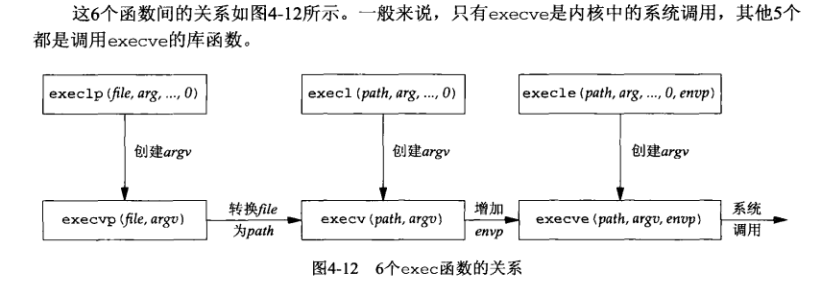 这6个函数间的关系如图4-12所示。一般来说，只有execve是内核中的系统调用，其他5个
都是调用execve的库函数。
execlp (file, arg, ..., 0)
execl (path, arg, ..., 0)
execle (path, arg, ..., 0, envp)
创建argv
创建argv
创建argv
execvp (file, argv)
转换file
为path
execv (path, argv)
增加
envp
execve (path, argv, envp)
系统
调用
图4-12 6个exec函数的关系